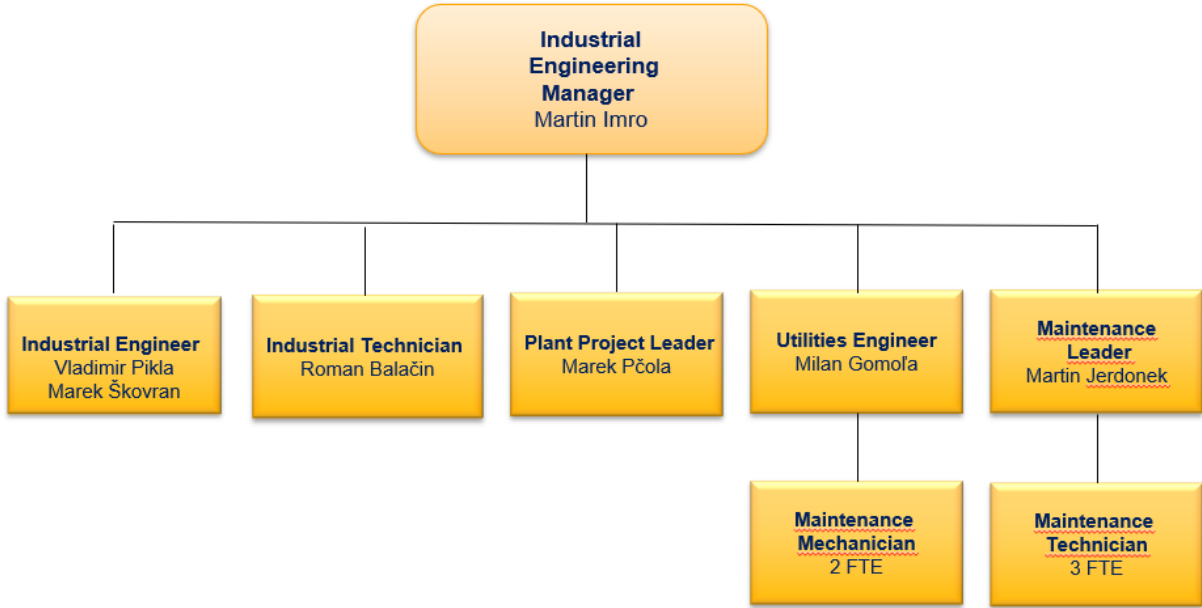 Industrial
Engineering
Manager
Martin Imro
Industrial Engineer
Vladimir Pikla
Marek Škovran
Industrial Technician
Roman Balačin
Plant Project Leader
Marek Pčola
Utilities Engineer
Milan Gomoľa
Maintenance
Leader
Martin Jerdonek
Maintenance
Mechanician
2 FTE
Maintenance
Technician
3 FTE